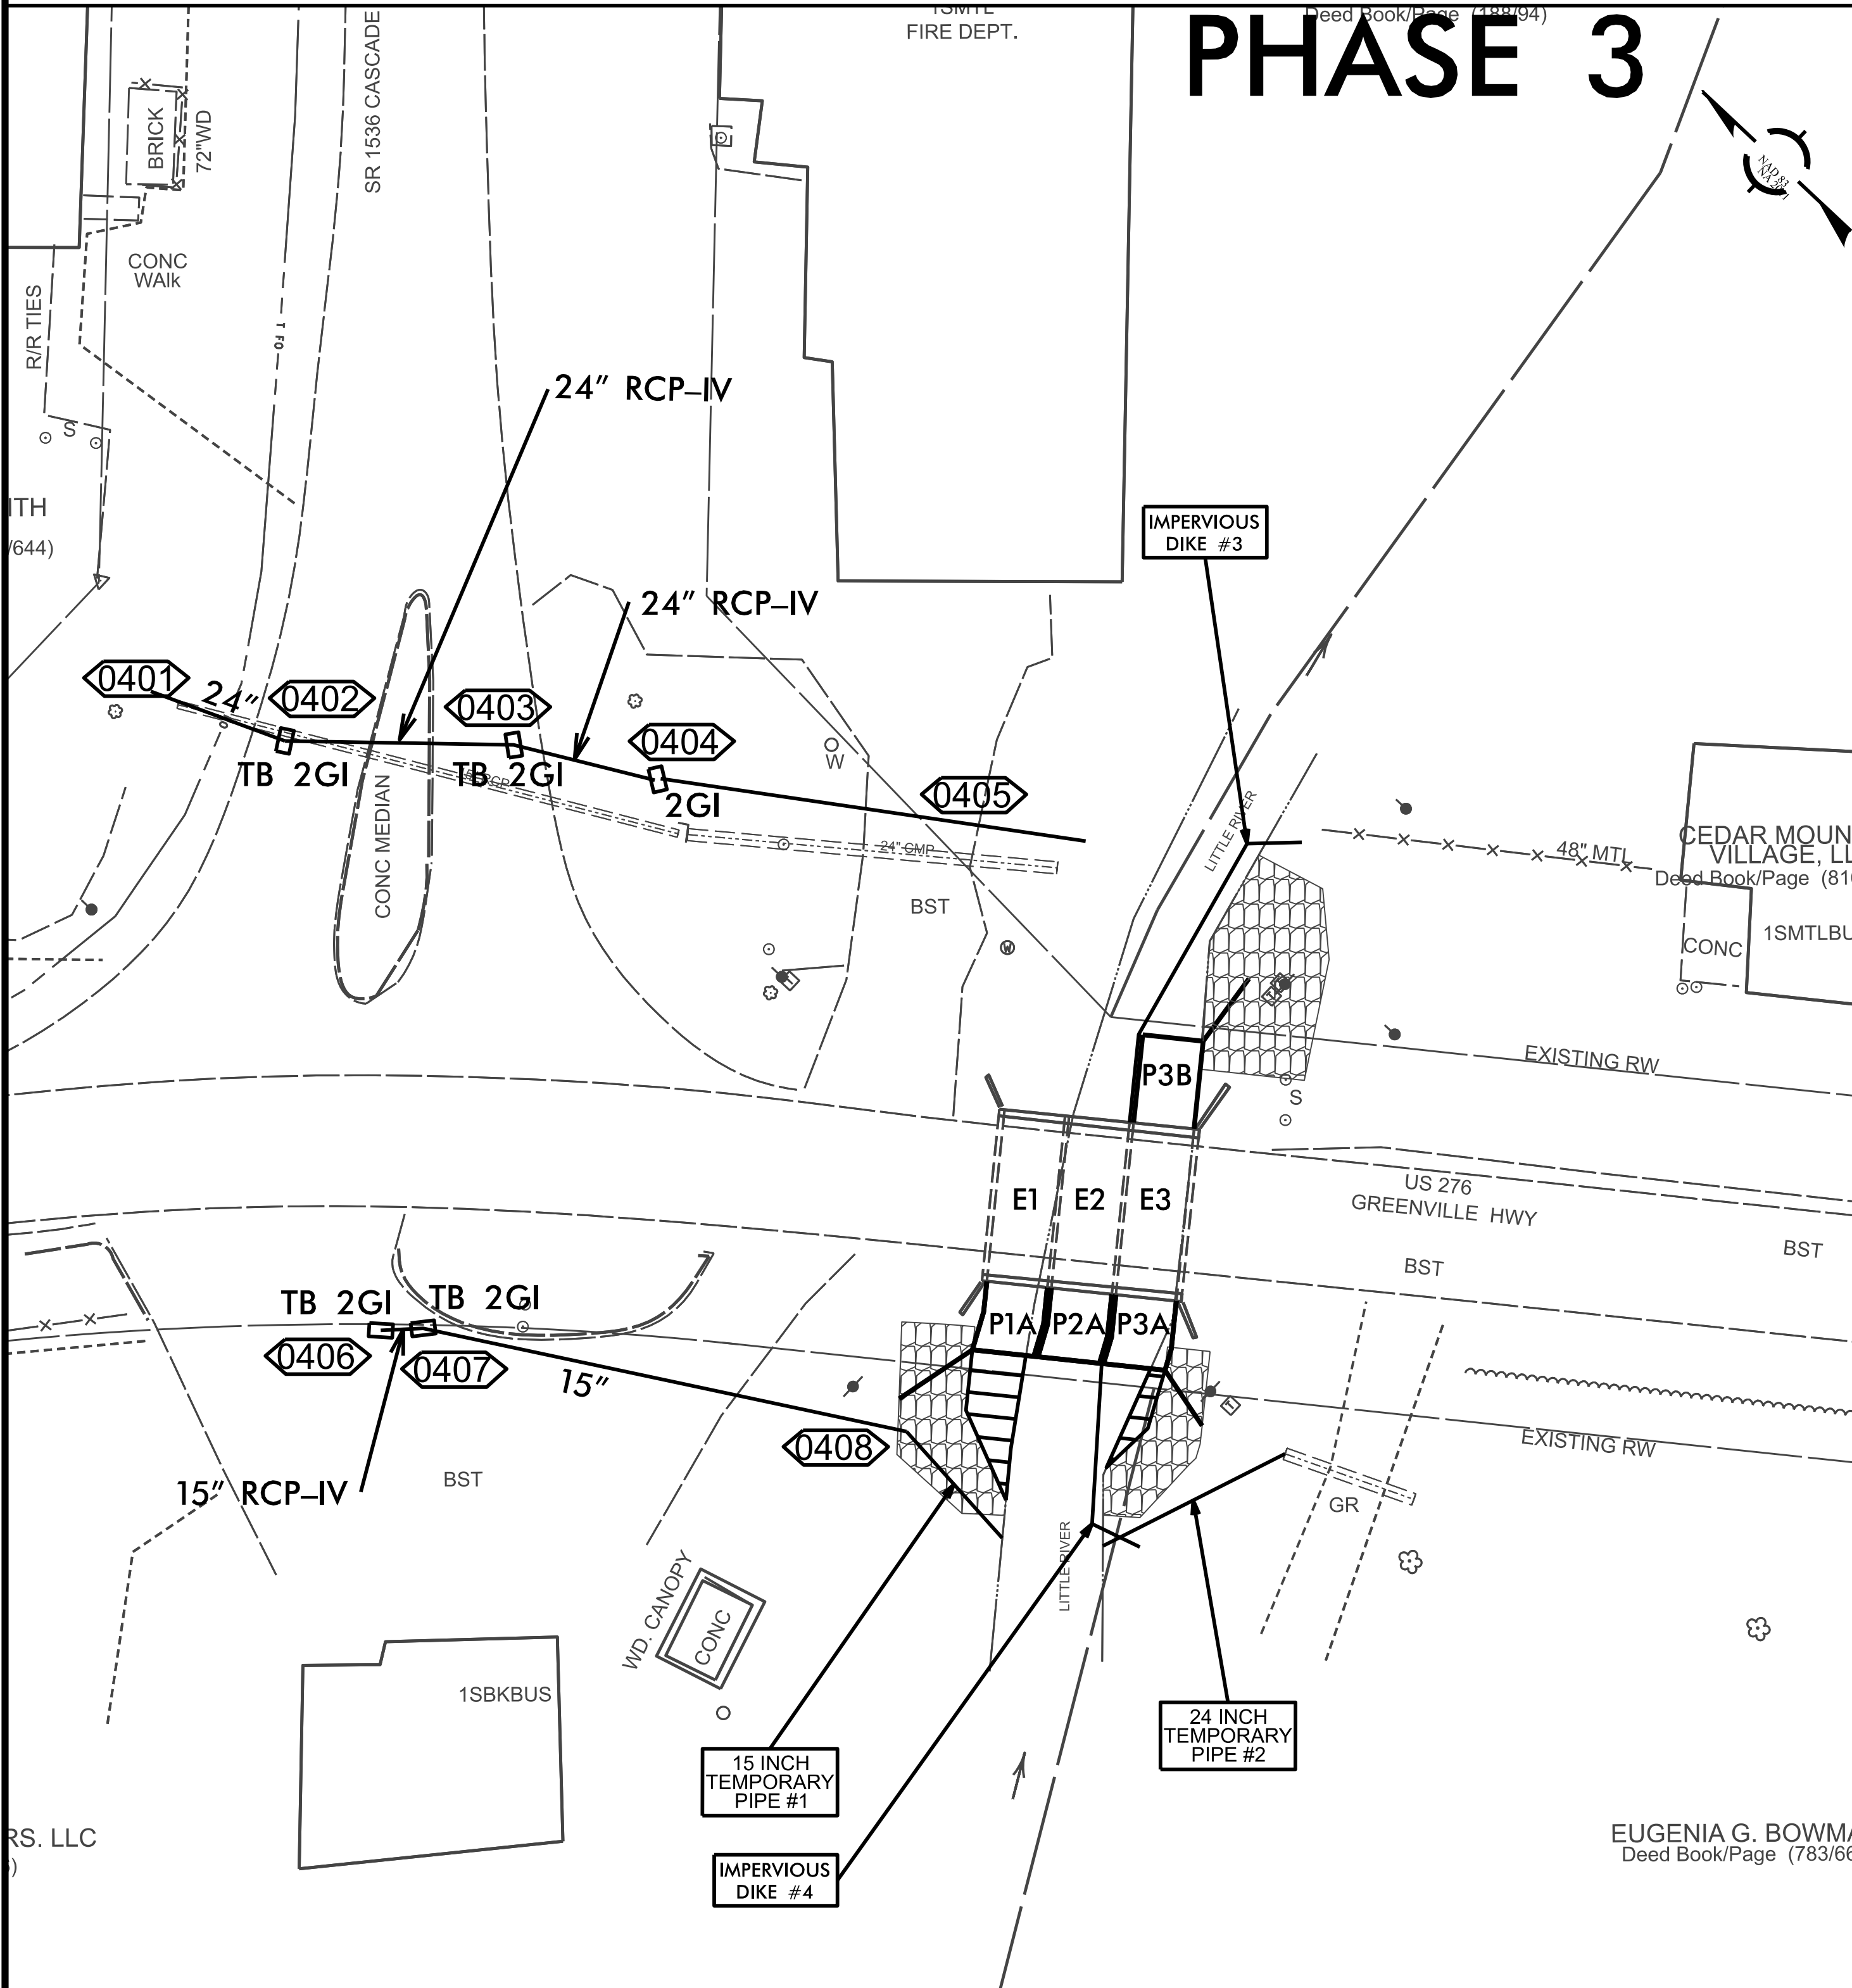 Deed Book/Page (188/94)
FIRE DEPT.
PHASE 3
SR 1536 CASCADE
BRICK
72"WD
NAD 83
CONC
WAlk
R/R TIES
T FO
S
24" RCP-IV
ITH
/644)
IMPERVIOUS
DIKE #3
24" RCP-IV
0401
24"
0402
0403
0404
W
TB 2GI
TB 2GI
2GI
0405
CONC MEDIAN
24" CMP
LITTLE RIVER
48" MTL
CEDAR MOUN
VILLAGE, LL
Deed Book/Page (81
BST
W
CONC
1SMTLBU
T
P3B
S
EXISTING RW
E1
E2
E3
US 276
GREENVILLE HWY
BST
BST
TB 2GI
TB 2GI
P1A
P2A
P3A
0406
0407
15"
T
0408
EXISTING RW
15" RCP-IV
BST
GR
LITTLE RIVER
WD. CANOPY
CONC
1SBKBUS
15 INCH
TEMPORARY
PIPE #1
24 INCH
TEMPORARY
PIPE #2
RS. LLC
)
IMPERVIOUS
DIKE #4
EUGENIA G. BOWMA
Deed Book/Page (783/66